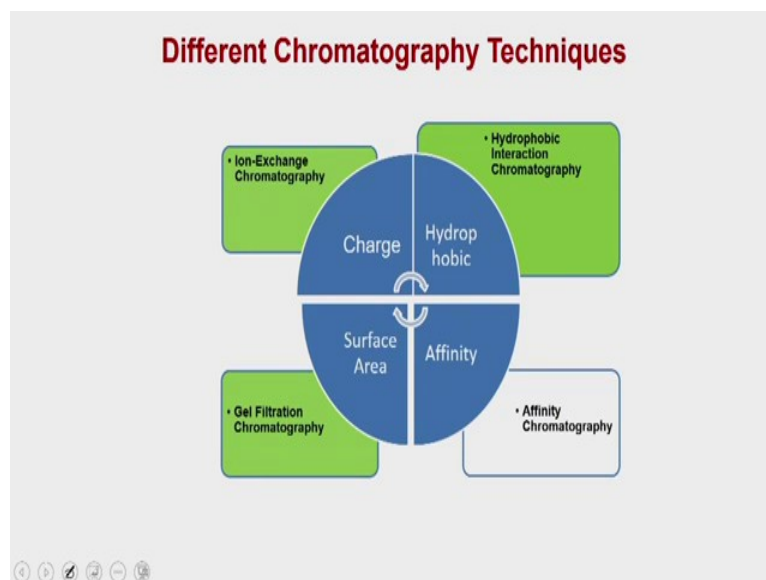 Different Chromatography Techniques
• Ion-Exchange
Chromatography
• Hydrophobic
Interaction
Chromatography
Charge
Hydrop
hobic
Surface
Area
Affinity
• Gel Filtration
Chromatography
• Affinity
Chromatography